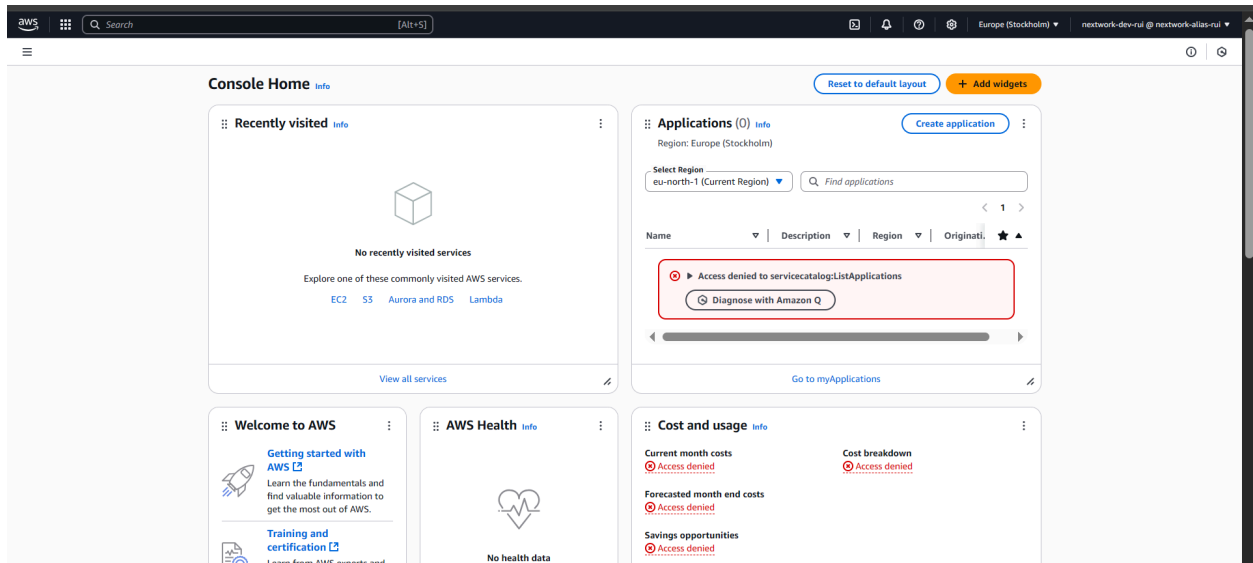 aws
Search
[Alt+S]
Europe (Stockholm) ▼
nextwork-dev-rui @ nextwork-alias-rui ▼
Console Home Info
Reset to default layout
+ Add widgets
Recently visited Info
No recently visited services
Explore one of these commonly visited AWS services.
EC2 S3 Aurora and RDS Lambda
View all services
Applications (0) Info
Create application
Region: Europe (Stockholm)
Select Region
eu-north-1 (Current Region) ▼
Find applications
< 1 >
Name Description Region Originati.
Access denied to servicecatalog:ListApplications
Diagnose with Amazon Q
Go to myApplications
Welcome to AWS
Getting started with
AWS
Learn the fundamentals and
find valuable information to
get the most out of AWS.
Training and
certification
Learn from AWS experts and
AWS Health Info
No health data
Cost and usage Info
Current month costs
Access denied
Cost breakdown
Access denied
Forecasted month end costs
Access denied
Savings opportunities
Access denied